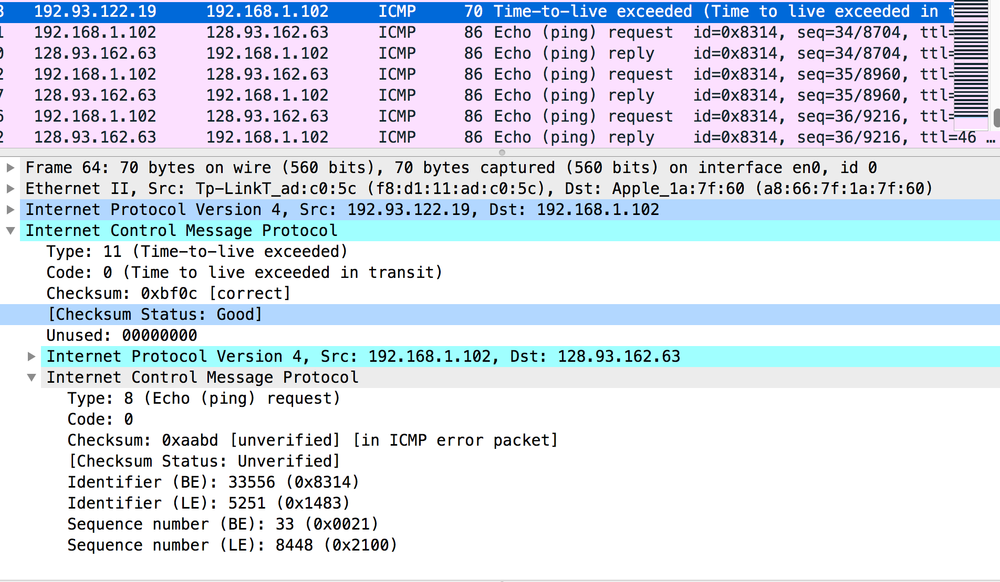 3 192.93.122.19 192.168.1.102 ICMP 70 Time-to-live exceeded (Time to live exceeded in
1 192.168.1.102 128.93.162.63 ICMP 86 Echo (ping) request id=0x8314, seq=34/8704, ttl=
0 128.93.162.63 192.168.1.102 ICMP 86 Echo (ping) reply id=0x8314, seq=34/8704, ttl=
2 192.168.1.102 128.93.162.63 ICMP 86 Echo (ping) request id=0x8314, seq=35/8960, ttl=
7 128.93.162.63 192.168.1.102 ICMP 86 Echo (ping) reply id=0x8314, seq=35/8960, ttl=
6 192.168.1.102 128.93.162.63 ICMP 86 Echo (ping) request id=0x8314, seq=36/9216, ttl=
2 128.93.162.63 192.168.1.102 ICMP 86 Echo (ping) reply id=0x8314, seq=36/9216, ttl=46 …
Frame 64: 70 bytes on wire (560 bits), 70 bytes captured (560 bits) on interface en0, id 0
Ethernet II, Src: Tp-LinkT_ad:c0:5c (f8:d1:11:ad:c0:5c), Dst: Apple_1a:7f:60 (a8:66:7f:1a:7f:60)
Internet Protocol Version 4, Src: 192.93.122.19, Dst: 192.168.1.102
Internet Control Message Protocol
Type: 11 (Time-to-live exceeded)
Code: 0 (Time to live exceeded in transit)
Checksum: 0xbf0c [correct]
[Checksum Status: Good]
Unused: 00000000
Internet Protocol Version 4, Src: 192.168.1.102, Dst: 128.93.162.63
Internet Control Message Protocol
Type: 8 (Echo (ping) request)
Code: 0
Checksum: 0xaabd [unverified] [in ICMP error packet]
[Checksum Status: Unverified]
Identifier (BE): 33556 (0x8314)
Identifier (LE): 5251 (0x1483)
Sequence number (BE): 33 (0x0021)
Sequence number (LE): 8448 (0x2100)